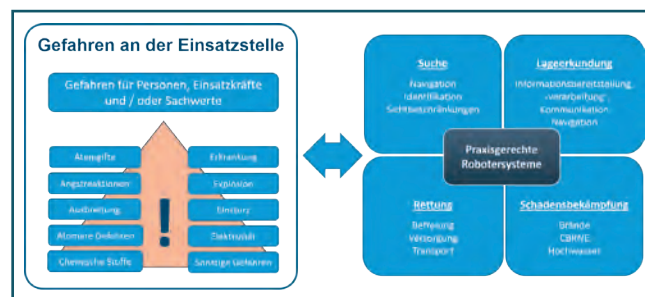 Gefahren an der Einsatzstelle
Gefahren für Personen, Einsatzkräfte
und / oder Sachwerte
Atemgifte
Erkrankung
Angstreaktionen
Explosion
Ausbreitung
Einsturz
!
Atomare Gefahren
Elektrizität
Chemische Stoffe
Sonstige Gefahren
Suche
Navigation
Identifikation
Sichtbeschränkungen
Lageerkundung
Informationsbereitstellung,
-verarbeitung
Kommunikation
Navigation
Praxisgerechte
Robotersysteme
Rettung
Befreiung
Versorgung
Transport
Schadensbekämpfung
Brände
CBRNE
Hochwasser